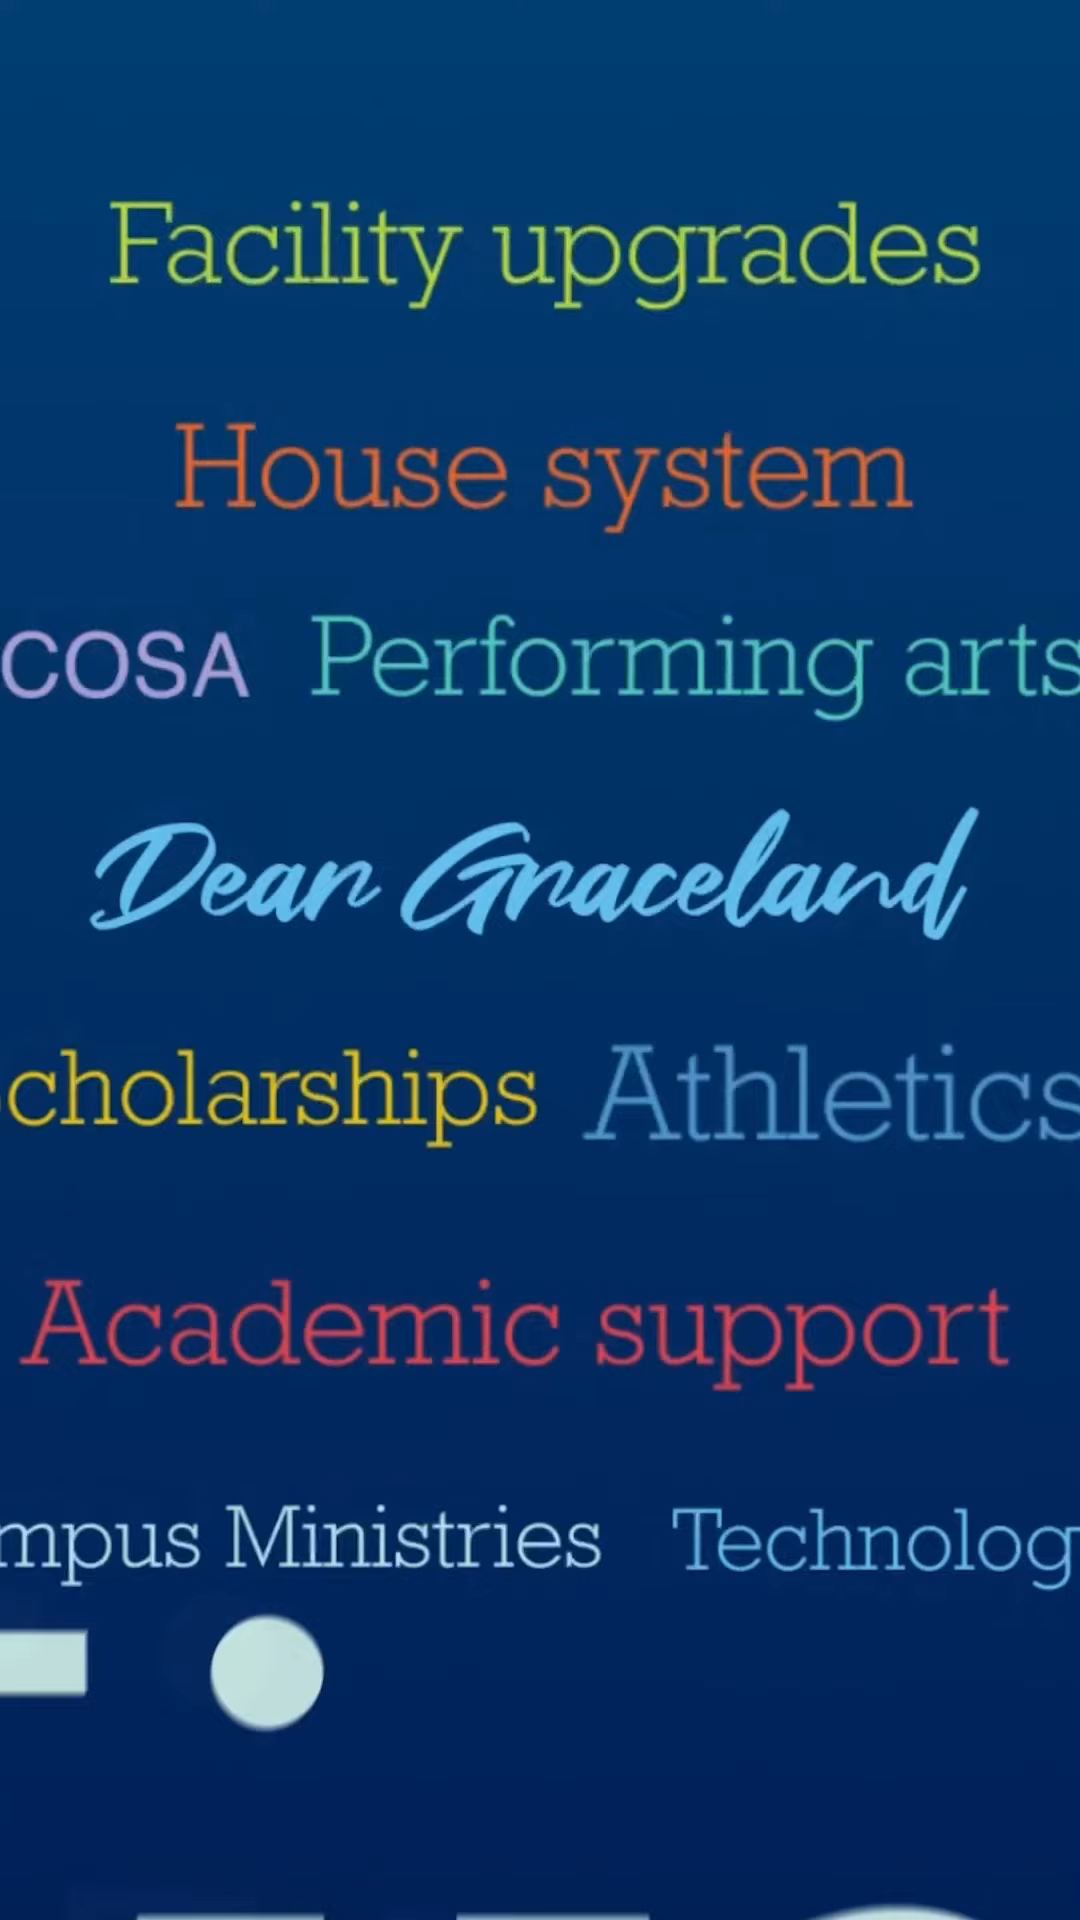 Facility upgrades
House system
COSA Performing arts
Dear Graceland
cholarships Athletics
Academic support
mpus Ministries Technolog